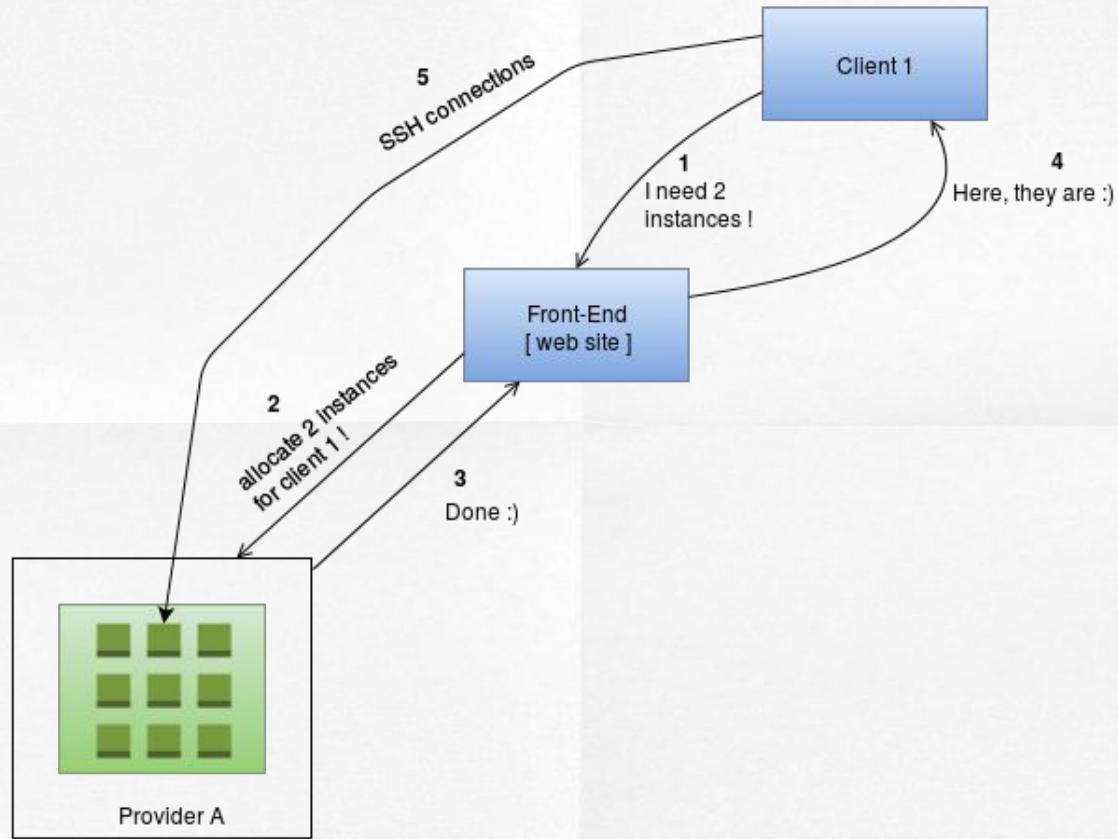 Client 1
5
SSH connections
1
I need 2
instances !
4
Here, they are :)
Front-End
[ web site ]
2
allocate 2 instances
for client 1 !
3
Done :)
Provider A